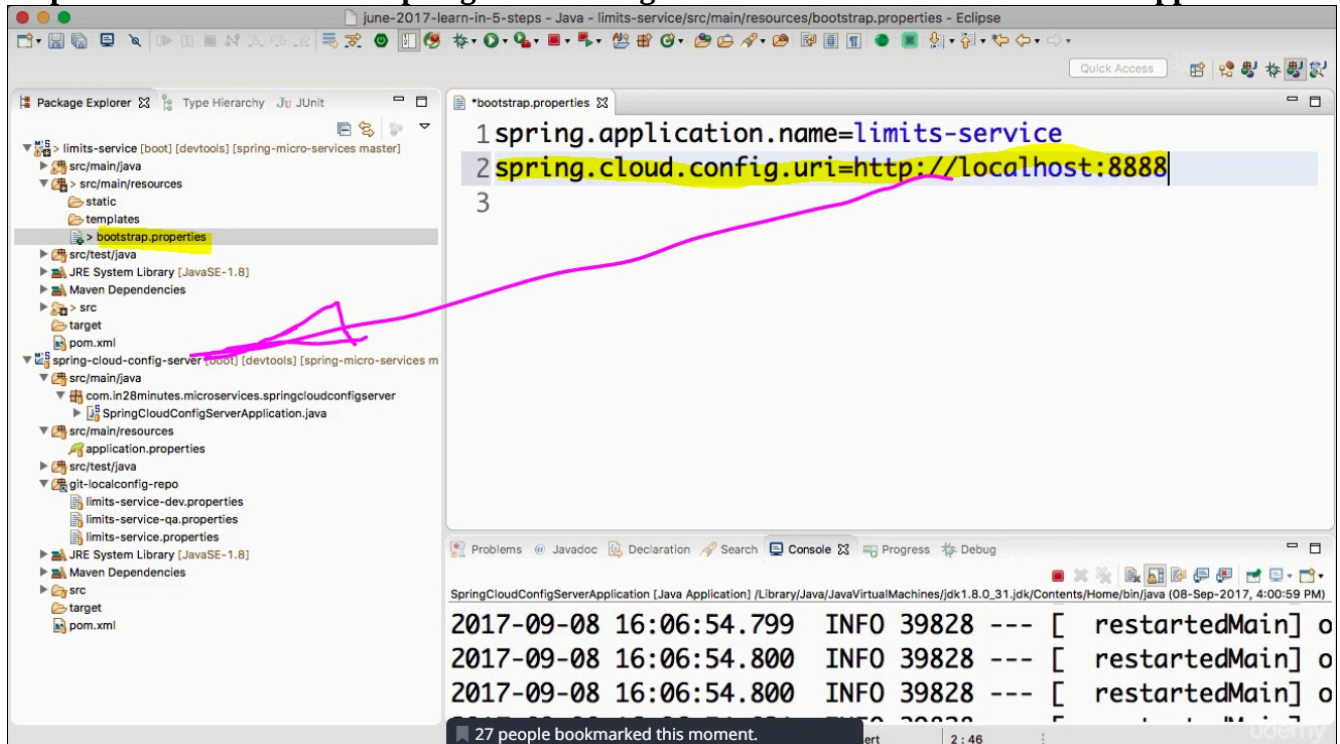 june-2017-learn-in-5-steps - Java - limits-service/src/main/resources/bootstrap.properties - Eclipse
Quick Access
Package Explorer Type Hierarchy Ju JUnit
> limits-service [boot] [devtools] [spring-micro-services master]
src/main/java
> src/main/resources
static
templates
> bootstrap.properties
src/test/java
JRE System Library [JavaSE-1.8]
Maven Dependencies
> src
target
pom.xml
spring-cloud-config-server [boot] [devtools] [spring-micro-services m
src/main/java
com.in28minutes.microservices.springcloudconfigserver
SpringCloudConfigServerApplication.java
src/main/resources
application.properties
src/test/java
git-localconfig-repo
limits-service-dev.properties
limits-service-qa.properties
limits-service.properties
JRE System Library [JavaSE-1.8]
Maven Dependencies
src
target
pom.xml
*bootstrap.properties
1 spring.application.name=limits-service
2 spring.cloud.config.uri=http://localhost:8888
3
Problems @ Javadoc Declaration Search Console Progress Debug
SpringCloudConfigServerApplication [Java Application] /Library/Java/JavaVirtualMachines/jdk1.8.0_31.jdk/Contents/Home/bin/java (08-Sep-2017, 4:00:59 PM)
2017-09-08 16:06:54.799 INFO 39828 --- [ restartedMain] o
2017-09-08 16:06:54.800 INFO 39828 --- [ restartedMain] o
2017-09-08 16:06:54.800 INFO 39828 --- [ restartedMain] o
27 people bookmarked this moment.
ert 2 : 46
udemy